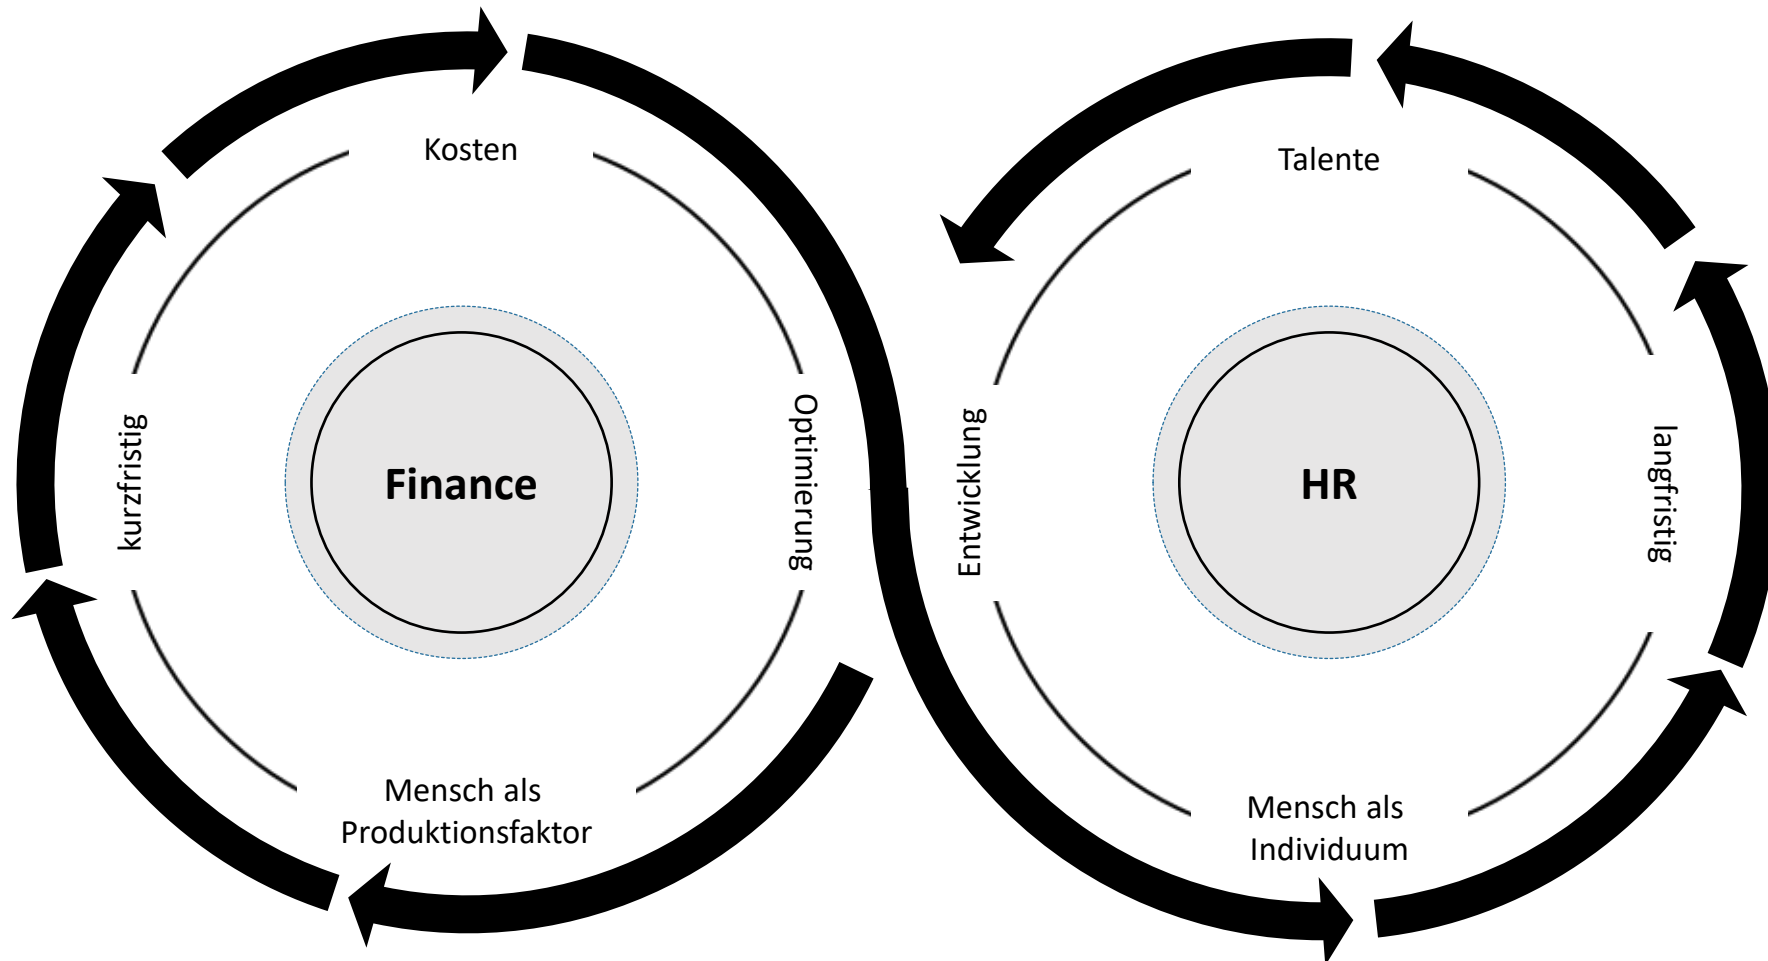 Kosten
kurzfristig
Finance
Optimierung
Mensch als
Produktionsfaktor
Talente
Entwicklung
HR
langfristig
Mensch als
Individuum